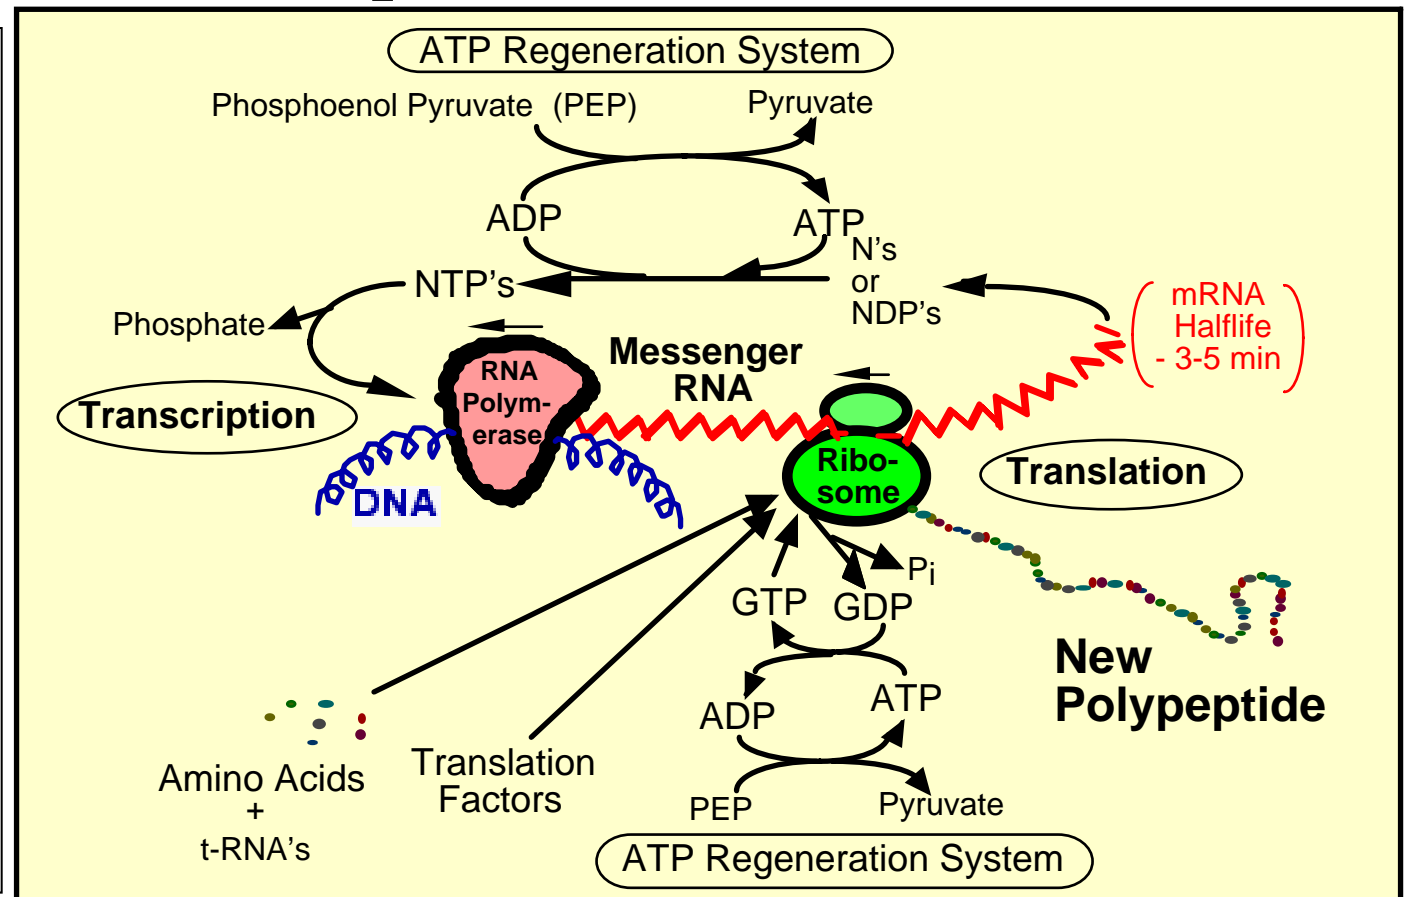 ATP Regeneration System
Phosphoenol Pyruvate (PEP)
Pyruvate
ADP
ATP
N's
or
NDP's
NTP's
Phosphate
mRNA
Halflife
- 3-5 min
Messenger
RNA
RNA
Polym-
erase
Transcription
DNA
Ribo-
some
Translation
Pi
GTP
GDP
New
Polypeptide
ADP
ATP
Amino Acids
+
t-RNA's
Translation
Factors
PEP
Pyruvate
ATP Regeneration System